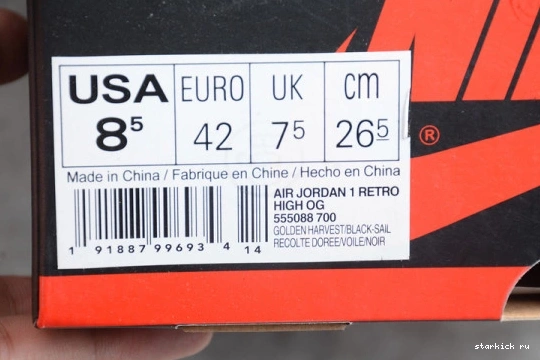 USA EURO UK cm
8⁵ 42 7⁵ 26⁵
Made in China / Fabrique en Chine / Hecho en China
AIR JORDAN 1 RETRO
HIGH OG
555088 700
GOLDEN HARVEST/BLACK-SAIL
RECOLTE DOREE/VOILE/NOIR
1 91887 99693 4 14
®
starkick ru